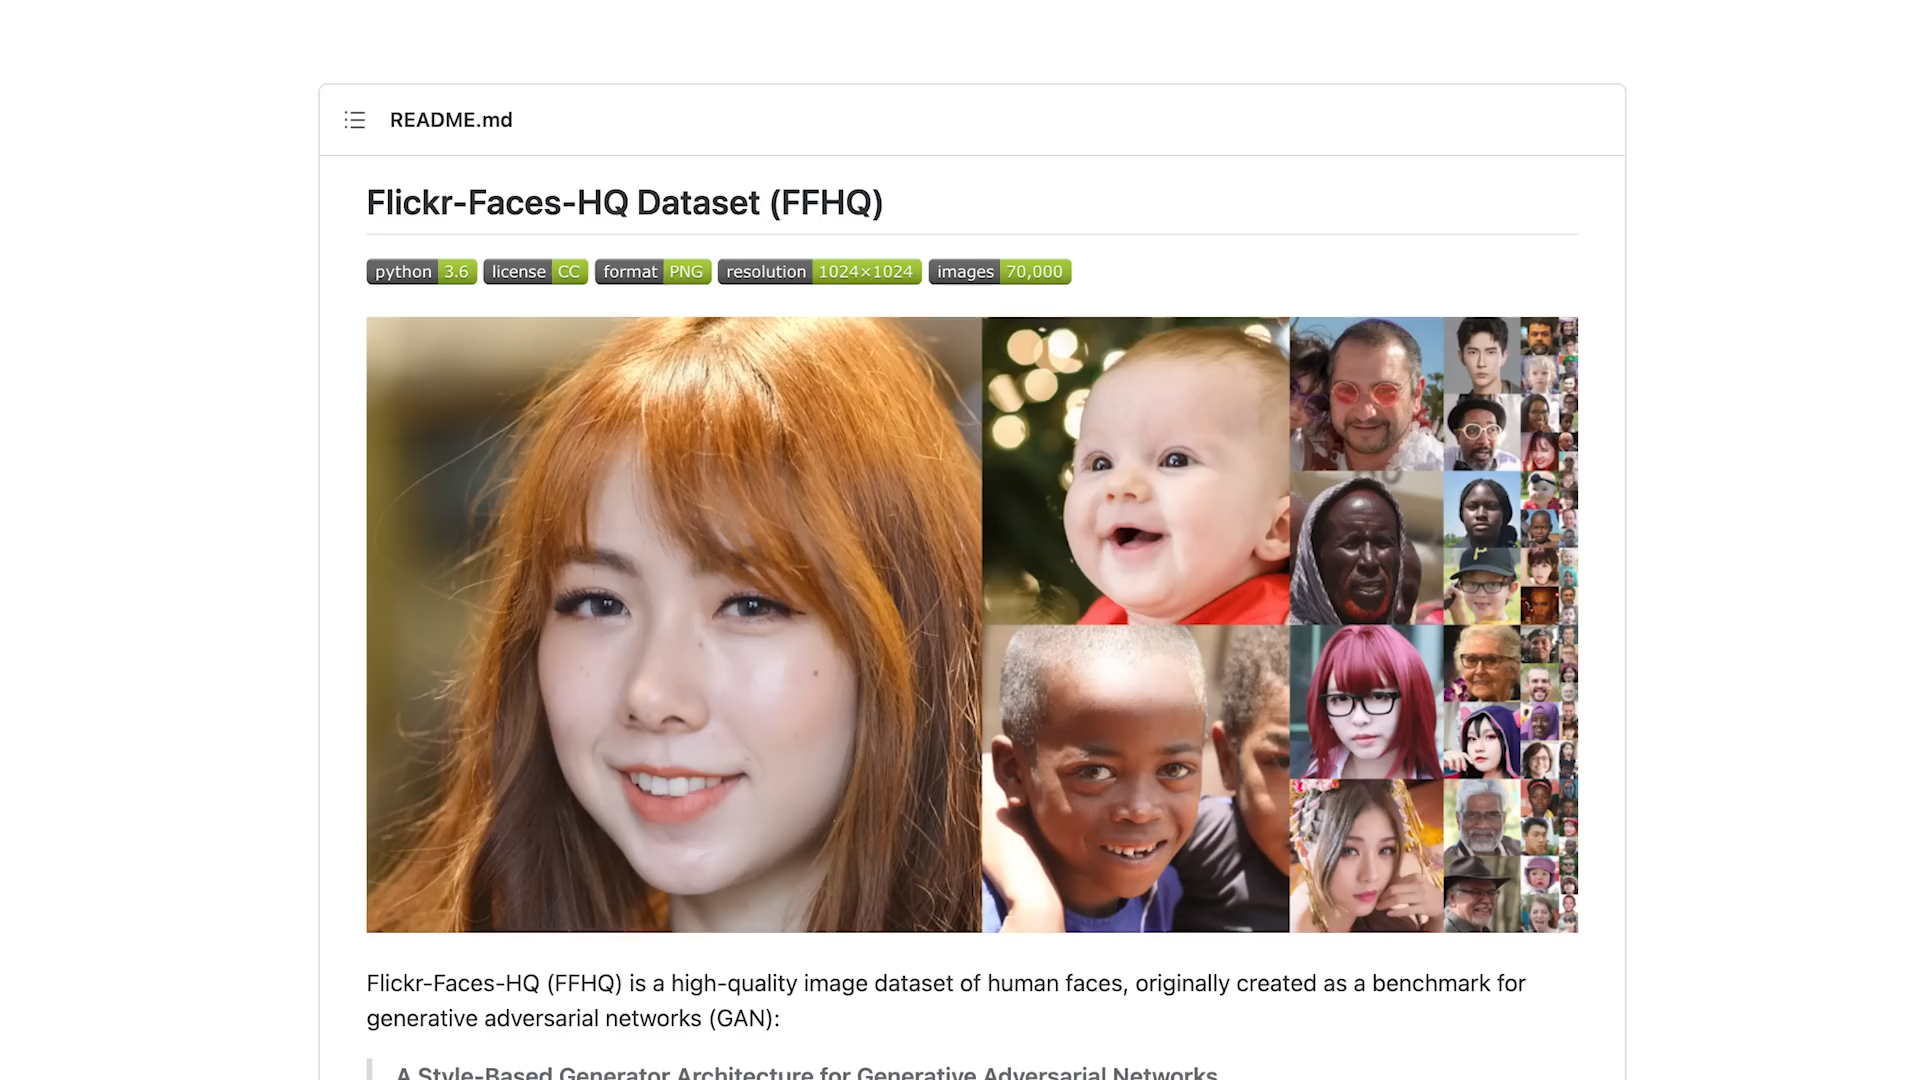 README.md
Flickr-Faces-HQ Dataset (FFHQ)
python 3.6 license CC format PNG resolution 1024×1024 images 70,000
Flickr-Faces-HQ (FFHQ) is a high-quality image dataset of human faces, originally created as a benchmark for
generative adversarial networks (GAN):
A Style-Based Generator Architecture for Generative Adversarial Networks